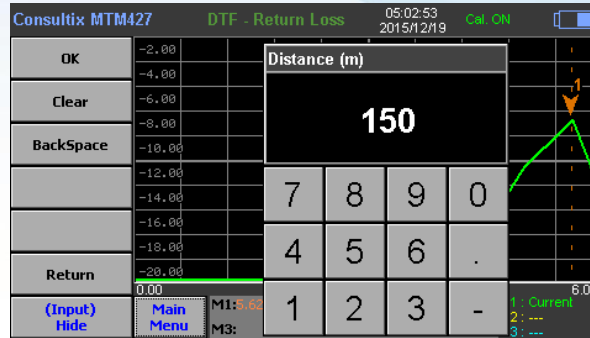 Consultix MTM427
DTF - Return Loss
05:02:53
2015/12/19
Cal. ON
OK
Clear
BackSpace
Return
(Input)
Hide
-2.00
-4.00
-6.00
-8.00
-10.00
-12.00
-14.00
-16.00
-18.00
-20.00
0.00
6.0
Distance (m)
150
7 8 9 0
4 5 6 .
1 2 3 -
1
Main
Menu
M1:5.62
M3:
1 : Current
2 : ---
3 : ---